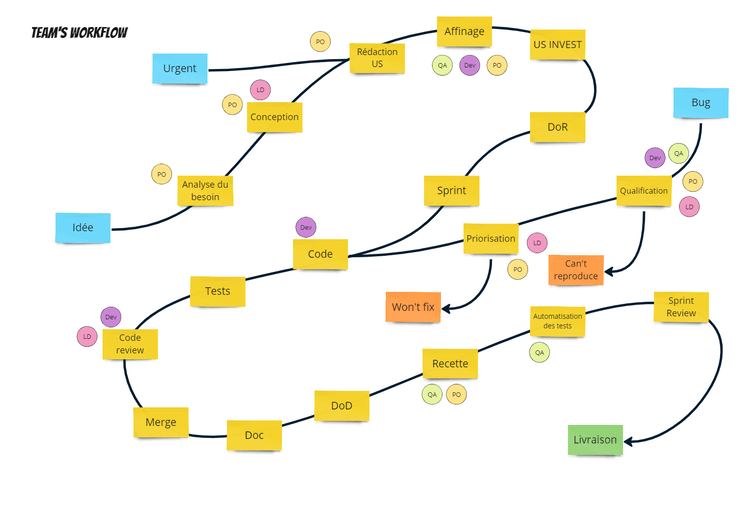 TEAM'S WORKFLOW
Urgent
PO
Rédaction
US
Affinage
QA
Dev
PO
US INVEST
LD
PO
Conception
PO
Analyse du
besoin
Idée
DoR
Sprint
Bug
Dev
QA
PO
LD
Qualification
Can't
reproduce
Priorisation
LD
PO
Won't fix
Dev
Code
Tests
Dev
LD
Code
review
Merge
Doc
DoD
Recette
QA
PO
Automatisation
des tests
QA
Sprint
Review
Livraison